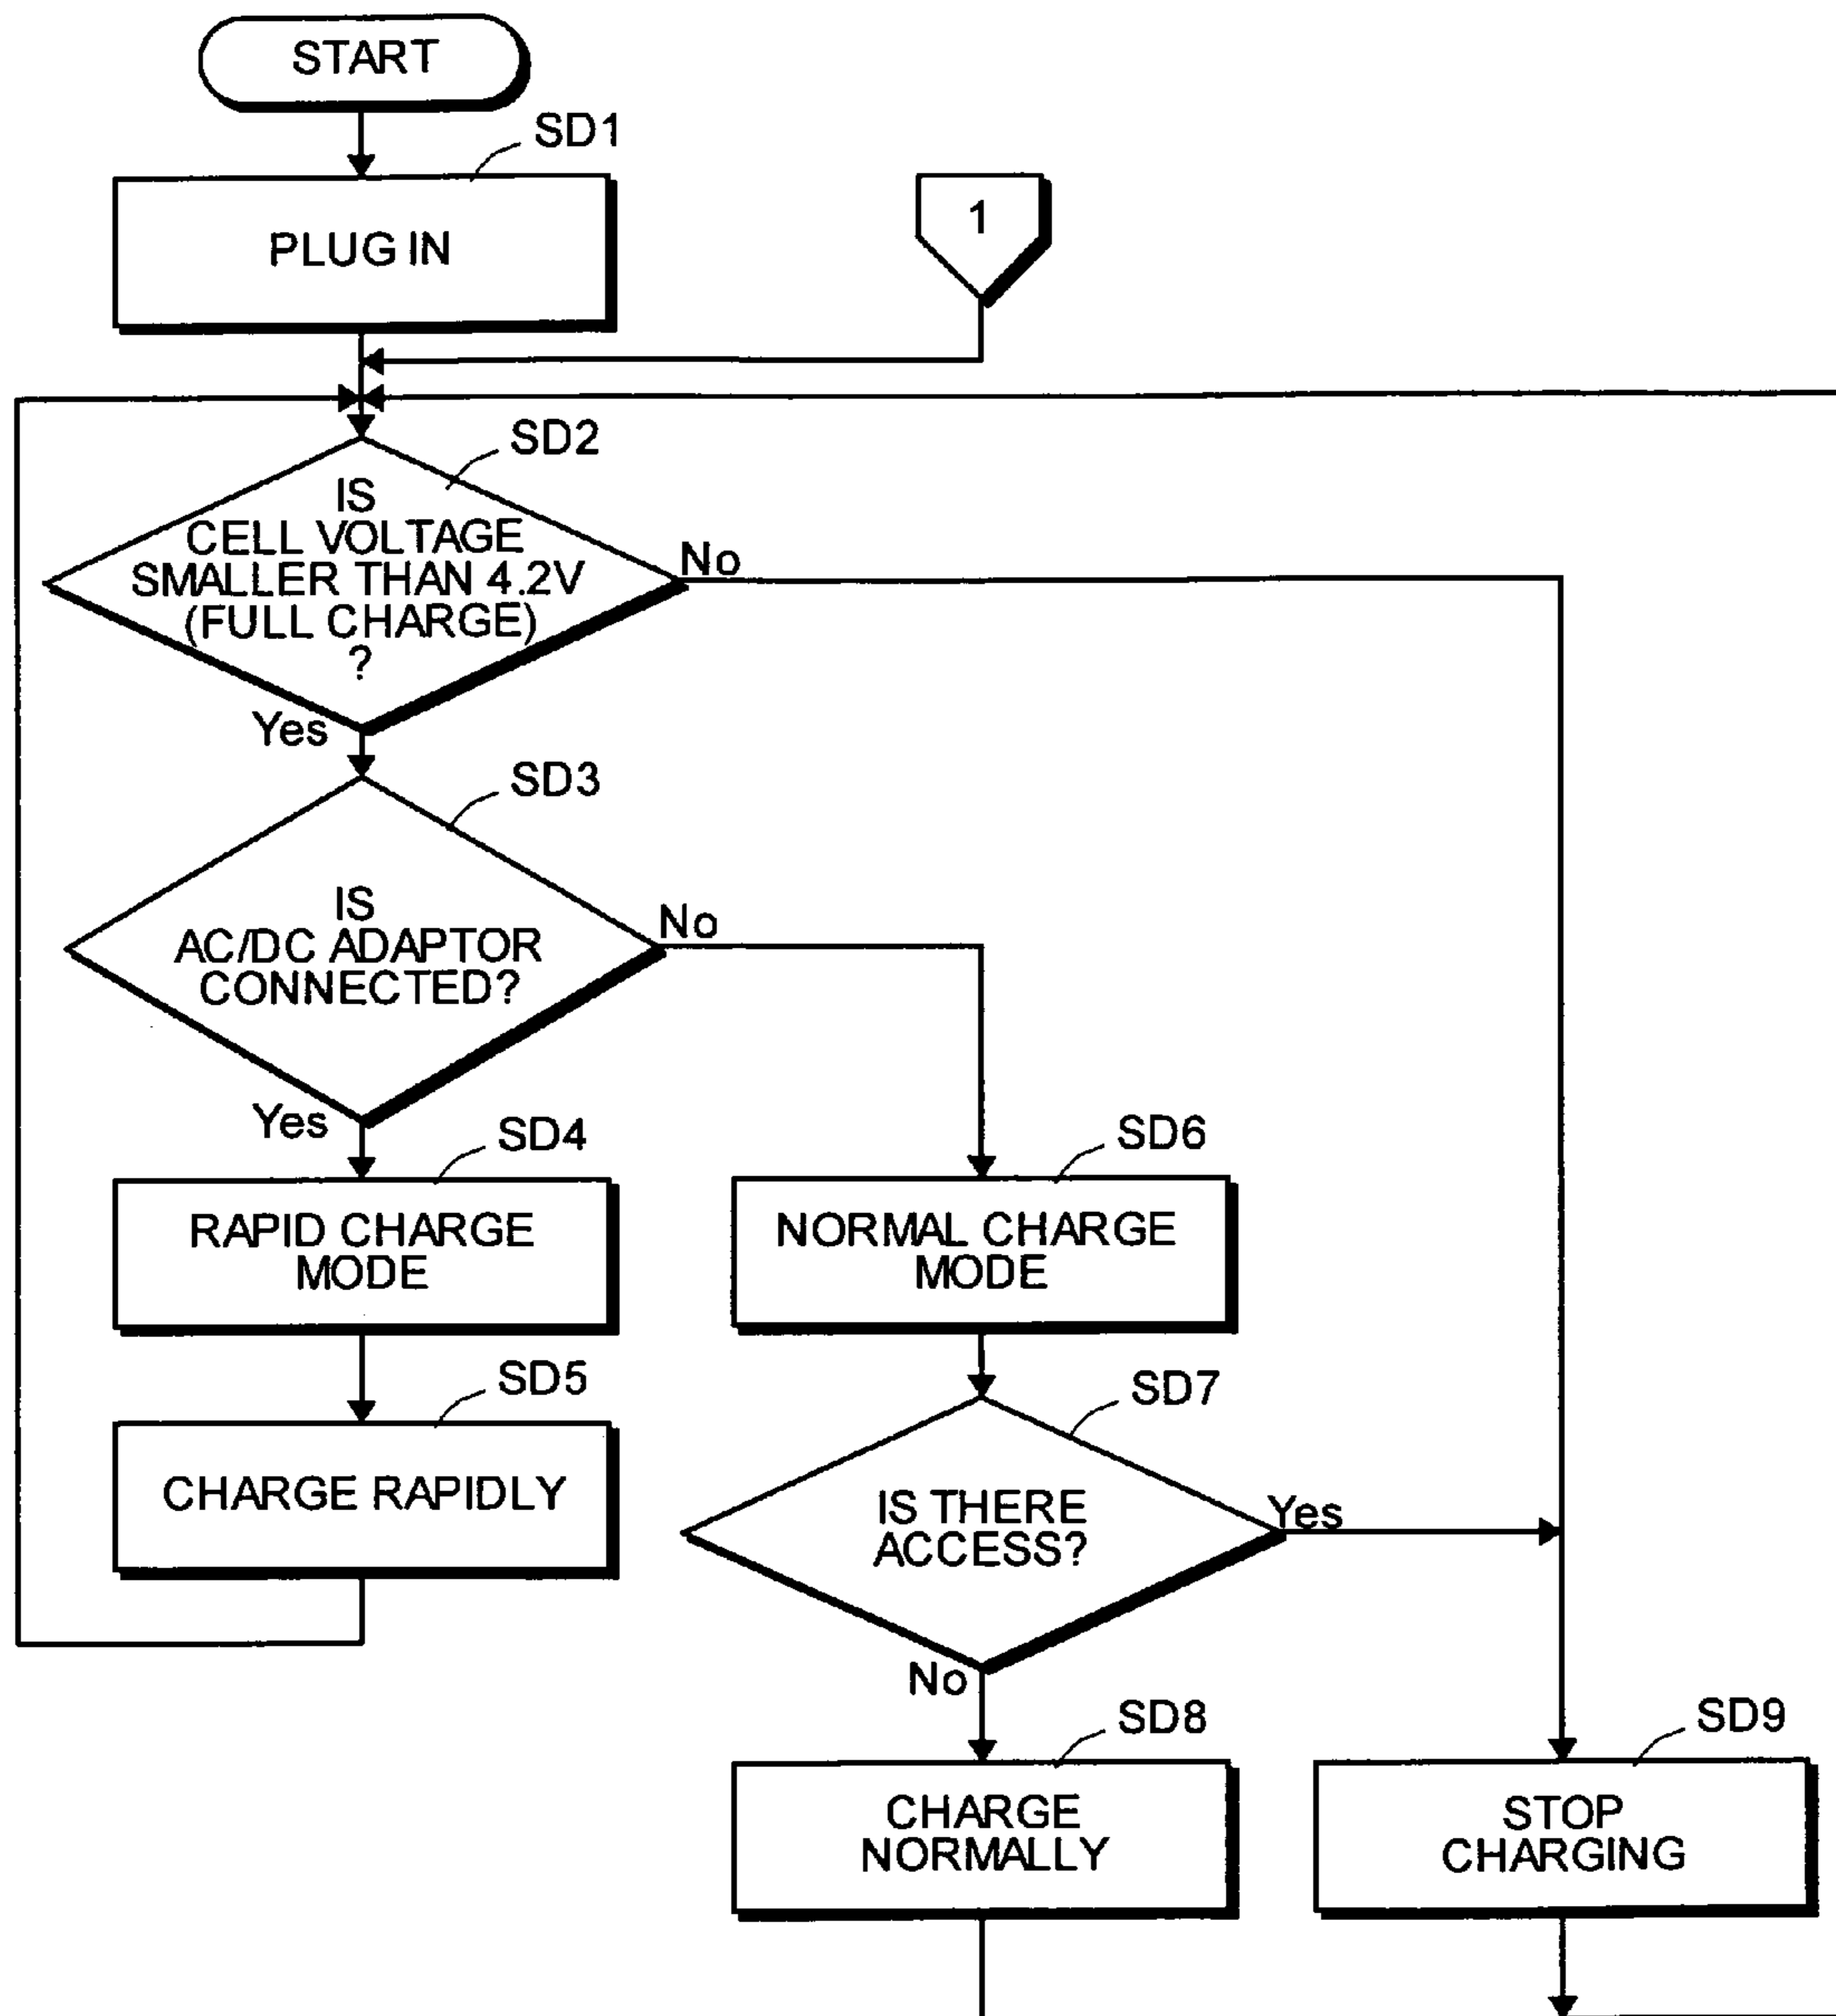 START
SD1
PLUG IN
1
SD2
IS
CELL VOLTAGE
SMALLER THAN 4.2V
(FULL CHARGE)
?
No
Yes
SD3
IS
AC/DC ADAPTOR
CONNECTED?
No
Yes
SD4
RAPID CHARGE
MODE
SD6
NORMAL CHARGE
MODE
SD5
CHARGE RAPIDLY
SD7
IS THERE
ACCESS?
Yes
No
SD8
CHARGE
NORMALLY
SD9
STOP
CHARGING